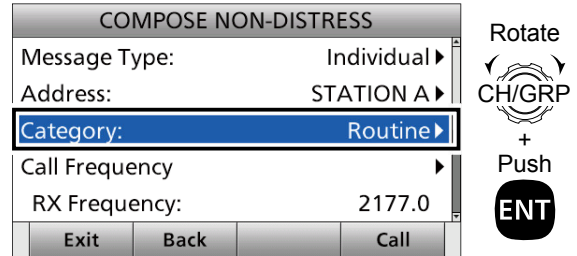 COMPOSE NON-DISTRESS
Message Type: Individual
Address: STATION A
Category: Routine
Call Frequency
RX Frequency: 2177.0
Exit Back Call
Rotate
CH/GRP
+
Push
ENT